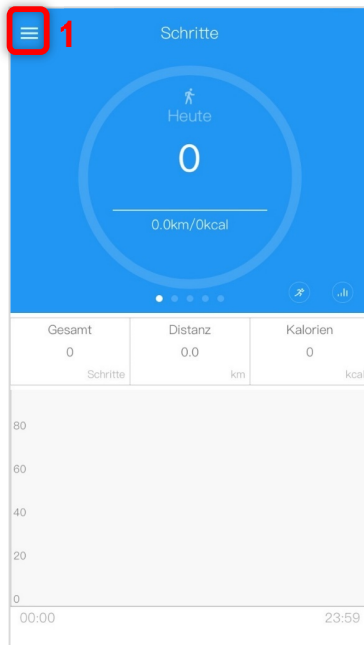 1
Schritte
Heute
0
0.0km/0kcal
Gesamt
0
Schritte
Distanz
0.0
km
Kalorien
0
kcal
80
60
40
20
0
00:00 23:59